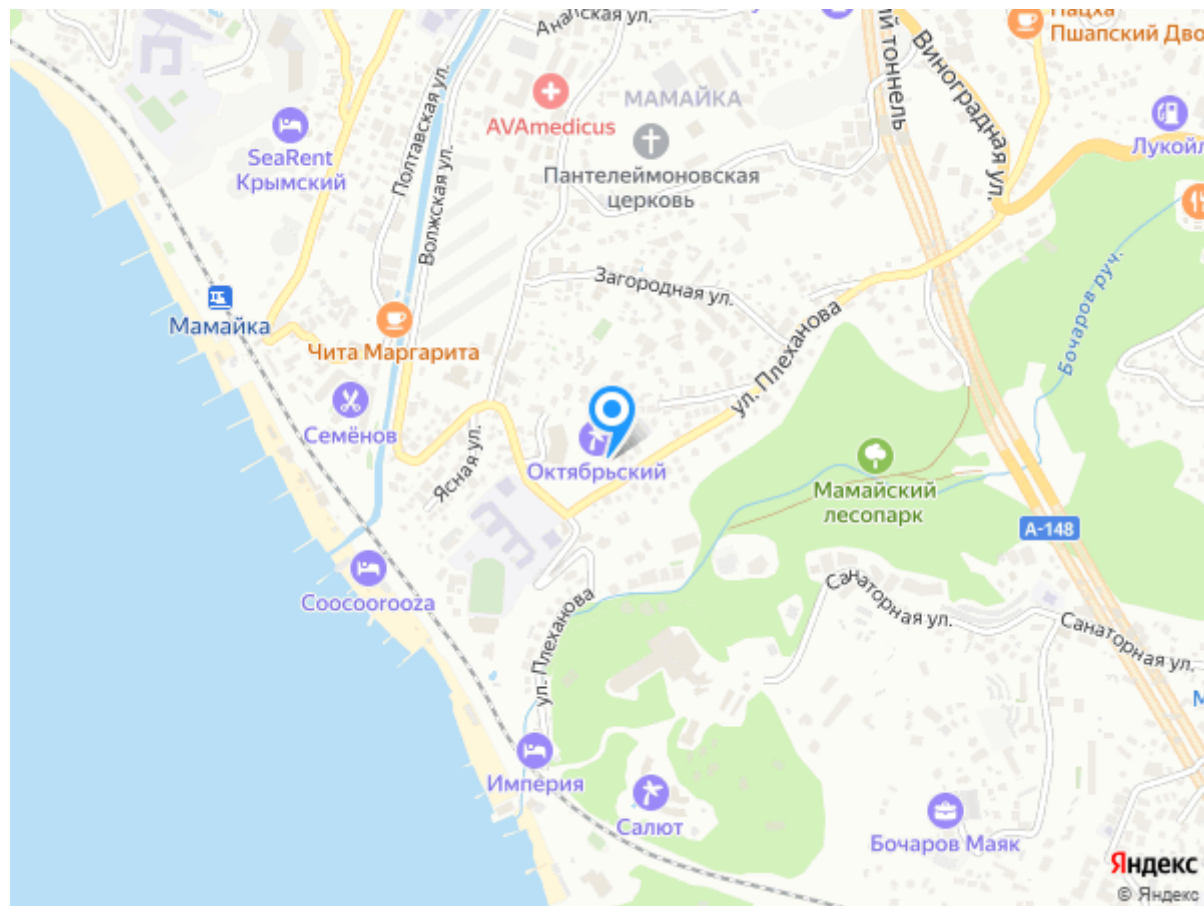 Анапская ул.
Пацха
Пшапский Дво
ий тоннель
Виноградная ул.
МАМАЙКА
AVAmedicus
Лукойл
Полтавская ул.
SeaRent
Крымский
Пантелеймоновская
церковь
Волжская ул.
Загородная ул.
Бочаров руч.
Мамайка
ул. Плеханова
Чита Маргарита
Семёнов
Ясная ул.
Октябрьский
Мамайский
лесопарк
А-148
Coocoorooza
Санаторная ул.
Санаторная ул.
ул. Плеханова
М
Империя
Салют
Бочаров Маяк
Яндекс
© Яндекс